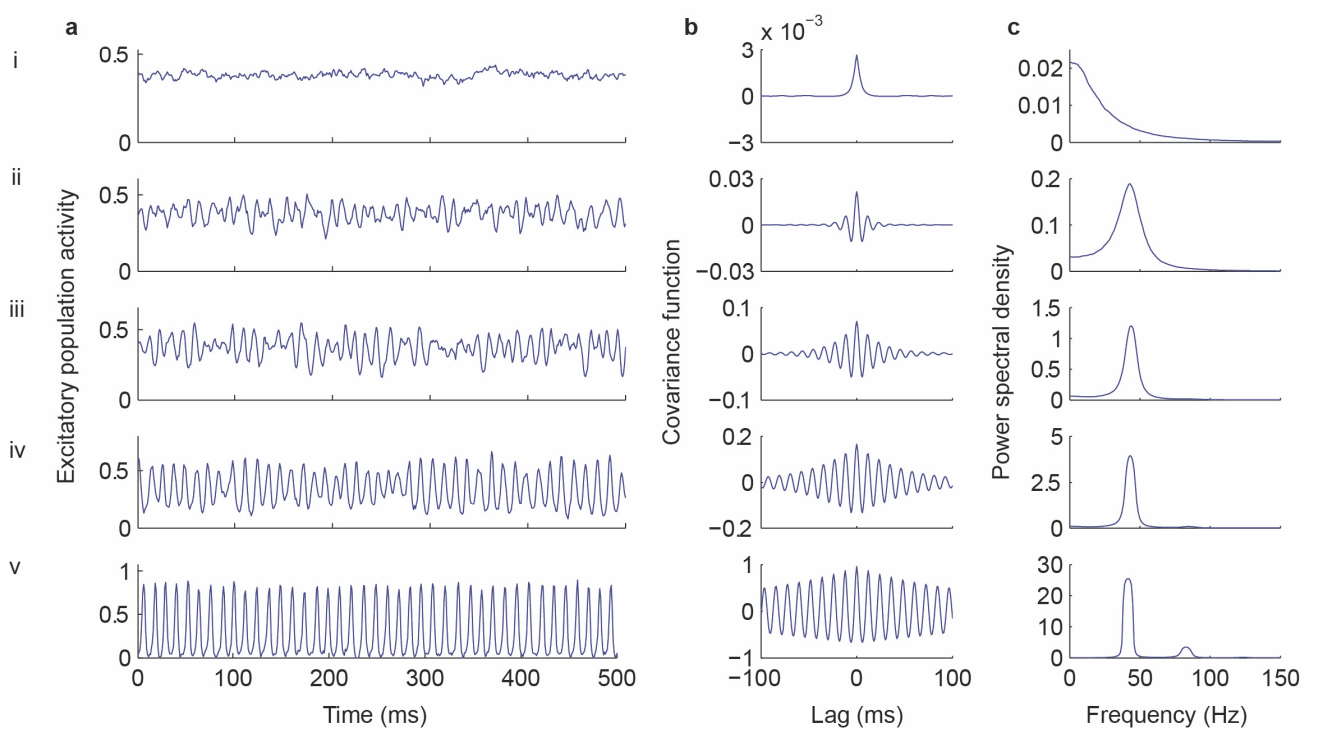 a b c
x 10−3
i 0.5 0 3 0 −3 0.02 0.01 0
ii 0.5 0 0.03 0 −0.03 0.2 0.1 0
iii 0.5 0 0.1 0 −0.1 1.5 1 0.5 0
iv 0.5 0 0.2 0 −0.2 5 2.5 0
v 1 0.5 0 1 0 −1 30 20 10 0
Excitatory population activity
Covariance function
Power spectral density
0 100 200 300 400 500 −100 0 100 0 50 100 150
Time (ms) Lag (ms) Frequency (Hz)